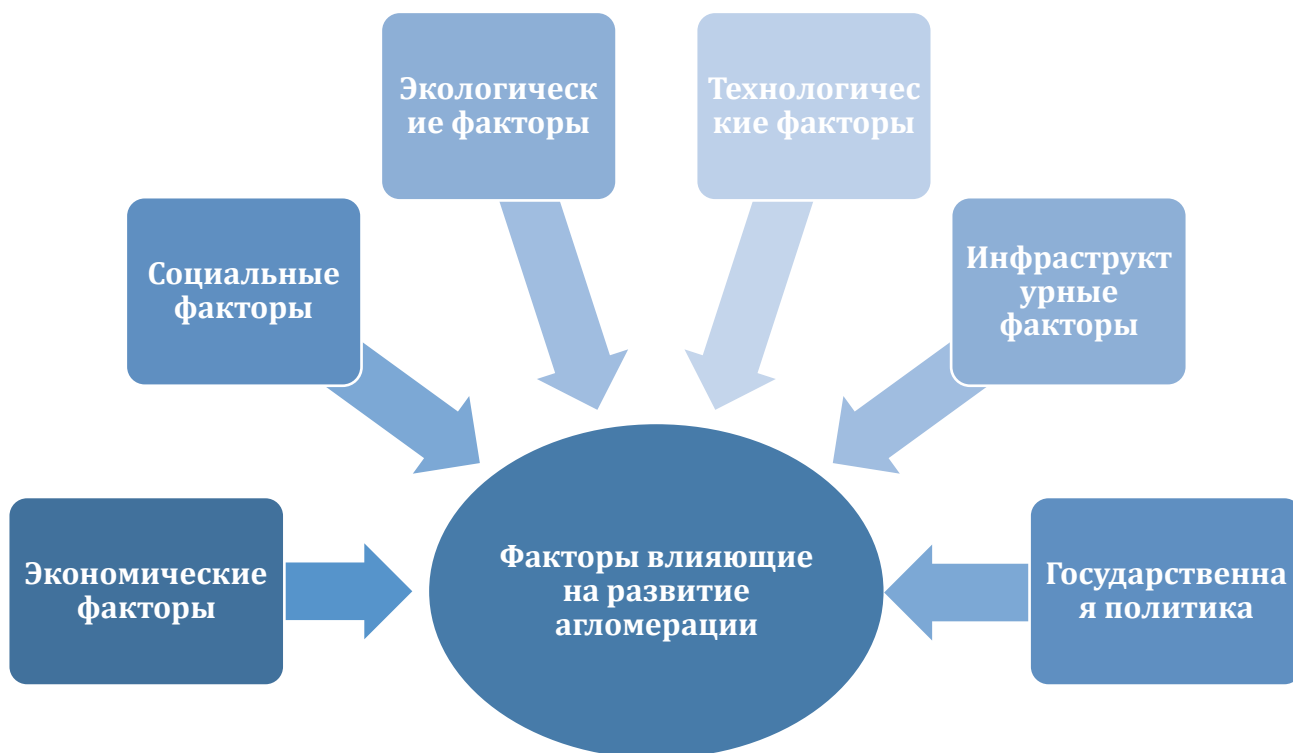 Экологическ
ие факторы
Технологичес
кие факторы
Социальные
факторы
Инфраструкт
урные
факторы
Экономические
факторы
Факторы влияющие
на развитие
агломерации
Государственна
я политика